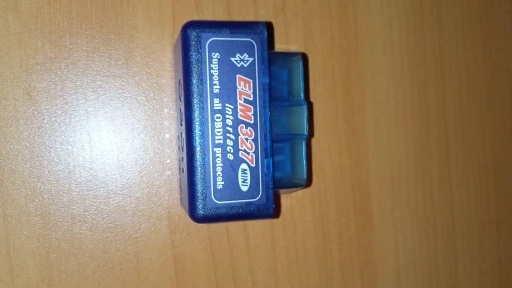 ELM 327
Interface
MINI
Supports all OBDII protocols